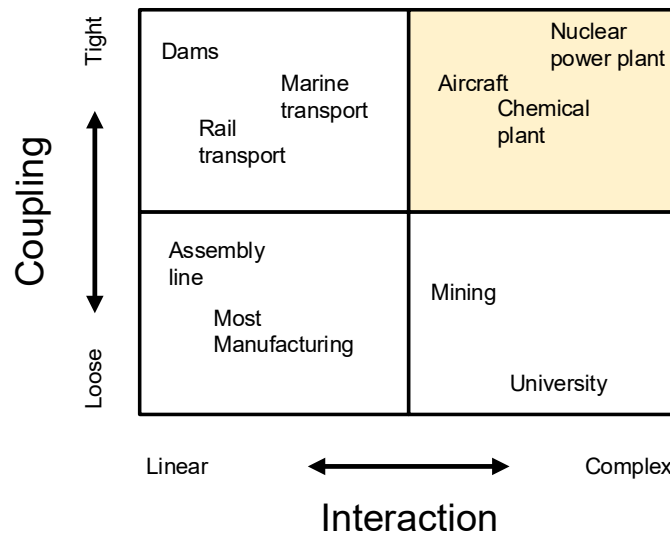 Tight
Coupling
Loose
Dams
Marine
transport
Rail
transport
Nuclear
power plant
Aircraft
Chemical
plant
Assembly
line
Most
Manufacturing
Mining
University
Linear
Complex
Interaction